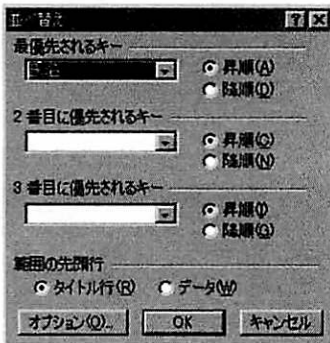 並べ替え
最優先されるキー
昇順(A)
降順(D)
2 番目に優先されるキー
昇順(C)
降順(N)
3 番目に優先されるキー
昇順(I)
降順(G)
範囲の先頭行
タイトル行(R) データ(W)
オプション(O)... OK キャンセル